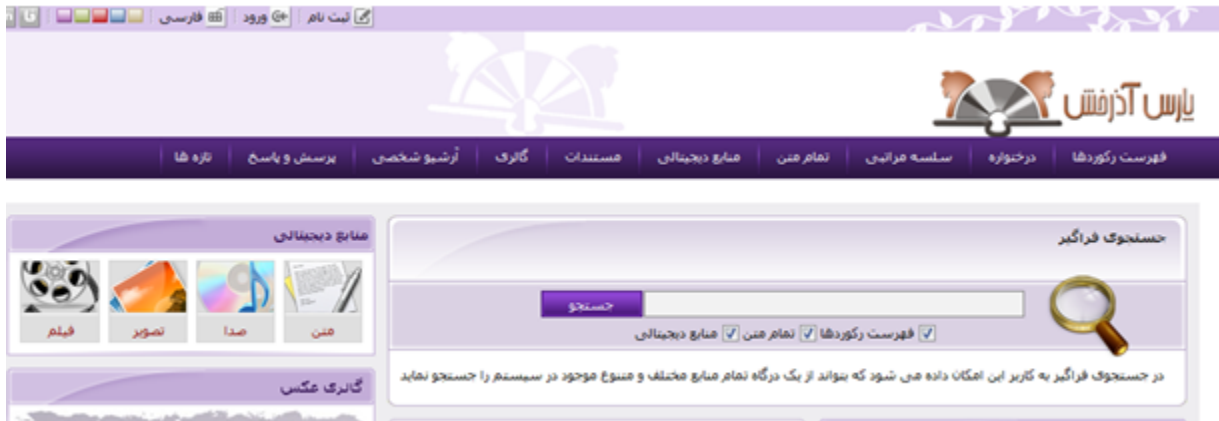 ثبت نام ورود فارسی
پارس آذرخش
فهرست رکوردها درختواره سلسه مراتبی تمام متن منابع دیجیتالی مستندات گالری آرشیو شخصی پرسش و پاسخ تازه ها
جستجوی فراگیر
جستجو
فهرست رکوردها تمام متن منابع دیجیتالی
در جستجوی فراگیر به کاربر این امکان داده می شود که بتواند از یک درگاه تمام منابع مختلف و متنوع موجود در سیستم را جستجو نماید
منابع دیجیتالی
متن صدا تصویر فیلم
گالری عکس